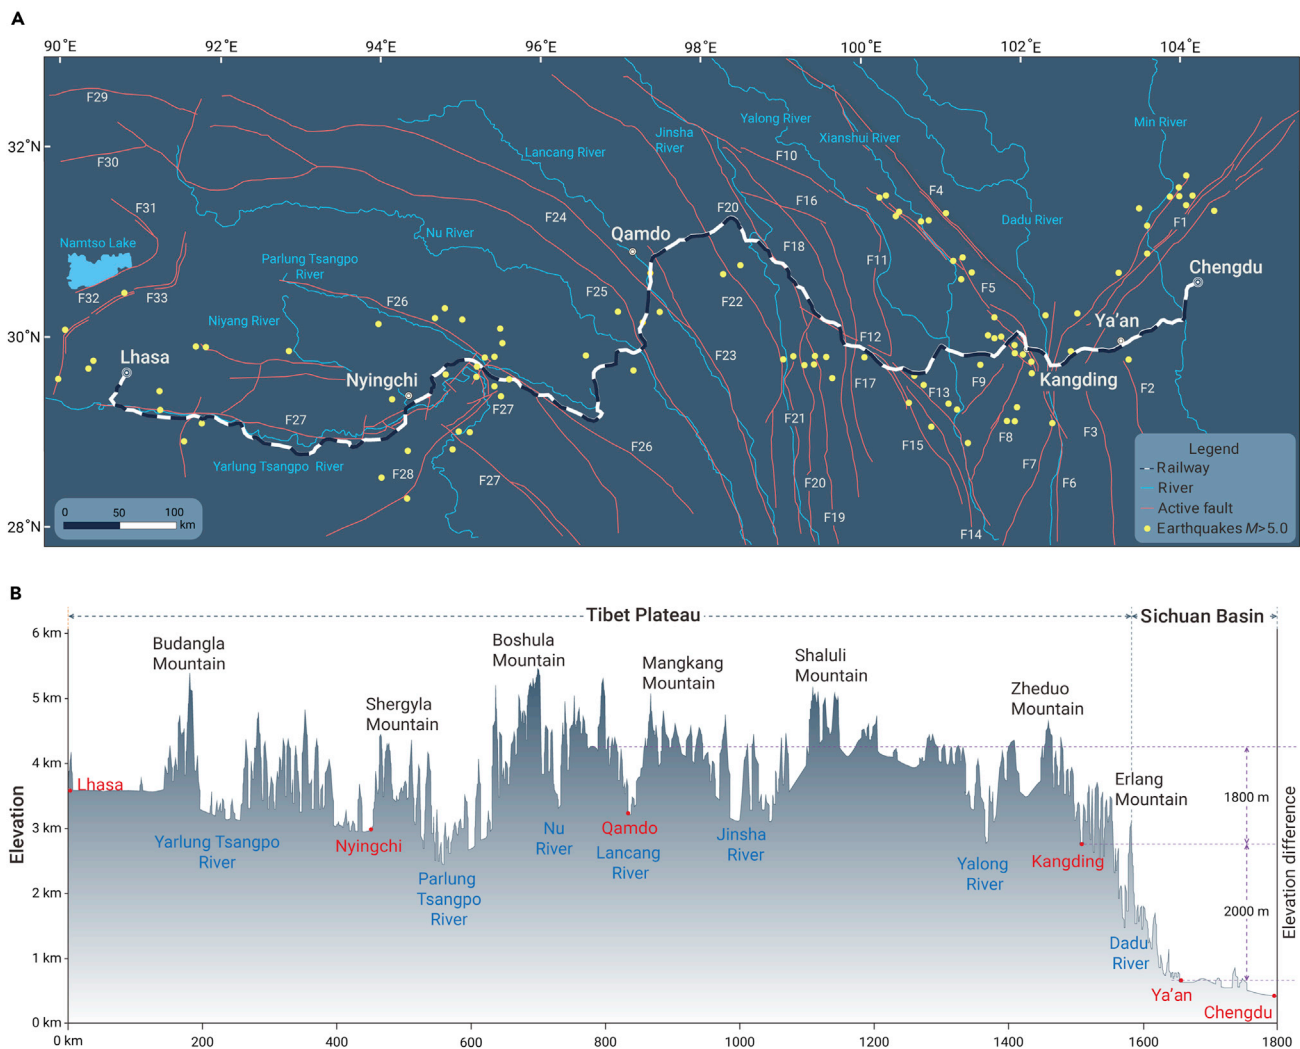 A
90°E 92°E 94°E 96°E 98°E 100°E 102°E 104°E
32°N
30°N
28°N
F29
F30
F31
Namtso Lake
F32
F33
Lhasa
Parlung Tsangpo
River
Niyang River
F26
Nyingchi
F27
Yarlung Tsangpo River
F28
F27
F27
Nu River
Lancang River
F24
F25
F26
Qamdo
Jinsha
River
F20
F22
F23
Yalong River
F10
F16
F18
Xianshui River
F4
F11
F12
F17
F21
F20
F19
F5
F9
F13
F15
F14
F8
F7
F6
F3
F2
Dadu River
Min River
F1
Chengdu
Ya'an
Kangding
0 50 100
km
Legend
Railway
River
Active fault
Earthquakes M>5.0
B
Tibet Plateau
Sichuan Basin
Elevation
6 km
5 km
4 km
3 km
2 km
1 km
0 km
Budangla
Mountain
Shergyla
Mountain
Boshula
Mountain
Mangkang
Mountain
Shaluli
Mountain
Zheduo
Mountain
Erlang
Mountain
Lhasa
Yarlung Tsangpo
River
Nyingchi
Parlung
Tsangpo
River
Nu
River
Qamdo
Lancang
River
Jinsha
River
Yalong
River
Kangding
Dadu
River
Ya'an
Chengdu
1800 m
2000 m
Elevation difference
0 km 200 400 600 800 1000 1200 1400 1600 1800